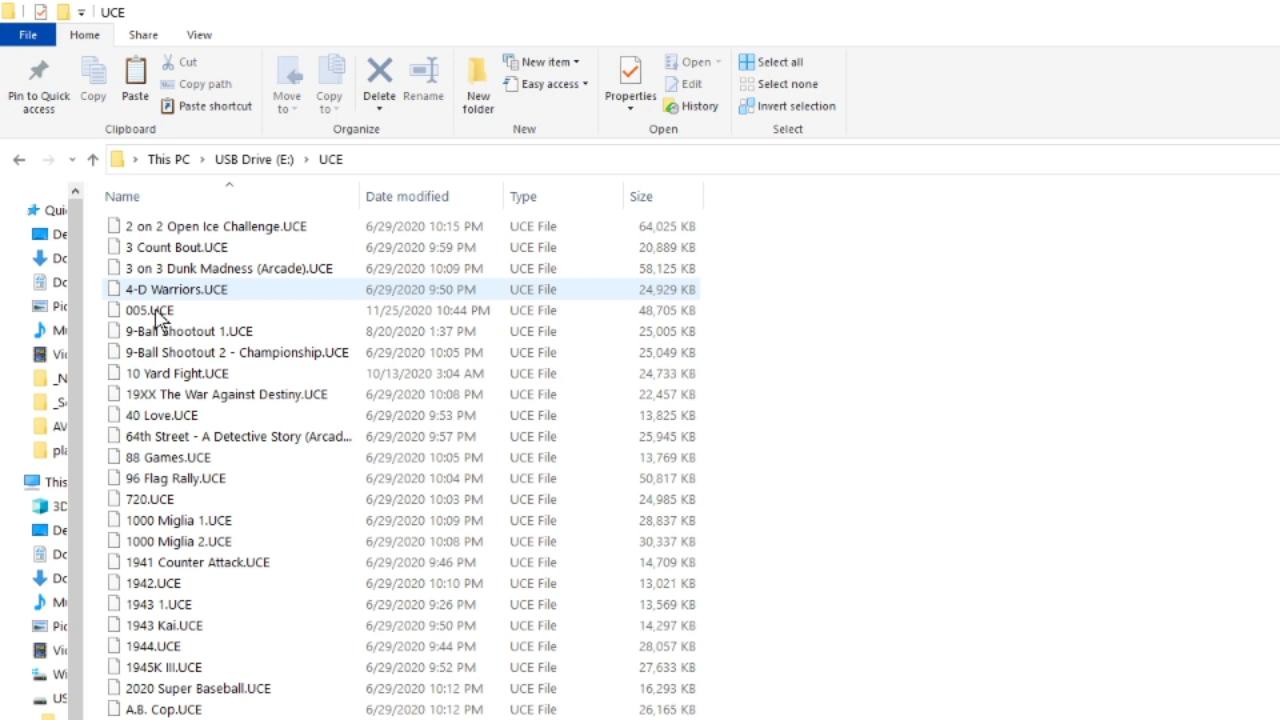 UCE
File Home Share View
Pin to Quick access
Copy
Paste
Cut
Copy path
Paste shortcut
Clipboard
Move to
Copy to
Delete
Rename
Organize
New folder
New item
Easy access
New
Properties
Open
Edit
History
Open
Select all
Select none
Invert selection
Select
This PC > USB Drive (E:) > UCE
Name Date modified Type Size
Qui
De
Do
Do
Pic
Mu
Vic
_N
_S
AV
pla
This
3D
De
Do
Do
Mu
Pic
Vic
Wi
US
2 on 2 Open Ice Challenge.UCE 6/29/2020 10:15 PM UCE File 64,025 KB
3 Count Bout.UCE 6/29/2020 9:59 PM UCE File 20,889 KB
3 on 3 Dunk Madness (Arcade).UCE 6/29/2020 10:09 PM UCE File 58,125 KB
4-D Warriors.UCE 6/29/2020 9:50 PM UCE File 24,929 KB
005.UCE 11/25/2020 10:44 PM UCE File 48,705 KB
9-Ball Shootout 1.UCE 8/20/2020 1:37 PM UCE File 25,005 KB
9-Ball Shootout 2 - Championship.UCE 6/29/2020 10:05 PM UCE File 25,049 KB
10 Yard Fight.UCE 10/13/2020 3:04 AM UCE File 24,733 KB
19XX The War Against Destiny.UCE 6/29/2020 10:08 PM UCE File 22,457 KB
40 Love.UCE 6/29/2020 9:53 PM UCE File 13,825 KB
64th Street - A Detective Story (Arcad... 6/29/2020 9:57 PM UCE File 25,945 KB
88 Games.UCE 6/29/2020 10:05 PM UCE File 13,769 KB
96 Flag Rally.UCE 6/29/2020 10:04 PM UCE File 50,817 KB
720.UCE 6/29/2020 10:03 PM UCE File 24,985 KB
1000 Miglia 1.UCE 6/29/2020 10:09 PM UCE File 28,837 KB
1000 Miglia 2.UCE 6/29/2020 10:08 PM UCE File 30,337 KB
1941 Counter Attack.UCE 6/29/2020 9:46 PM UCE File 14,709 KB
1942.UCE 6/29/2020 10:10 PM UCE File 13,021 KB
1943 1.UCE 6/29/2020 9:26 PM UCE File 13,569 KB
1943 Kai.UCE 6/29/2020 9:50 PM UCE File 14,297 KB
1944.UCE 6/29/2020 9:44 PM UCE File 28,057 KB
1945K III.UCE 6/29/2020 9:52 PM UCE File 27,633 KB
2020 Super Baseball.UCE 6/29/2020 10:12 PM UCE File 16,293 KB
A.B. Cop.UCE 6/29/2020 10:12 PM UCE File 26,165 KB